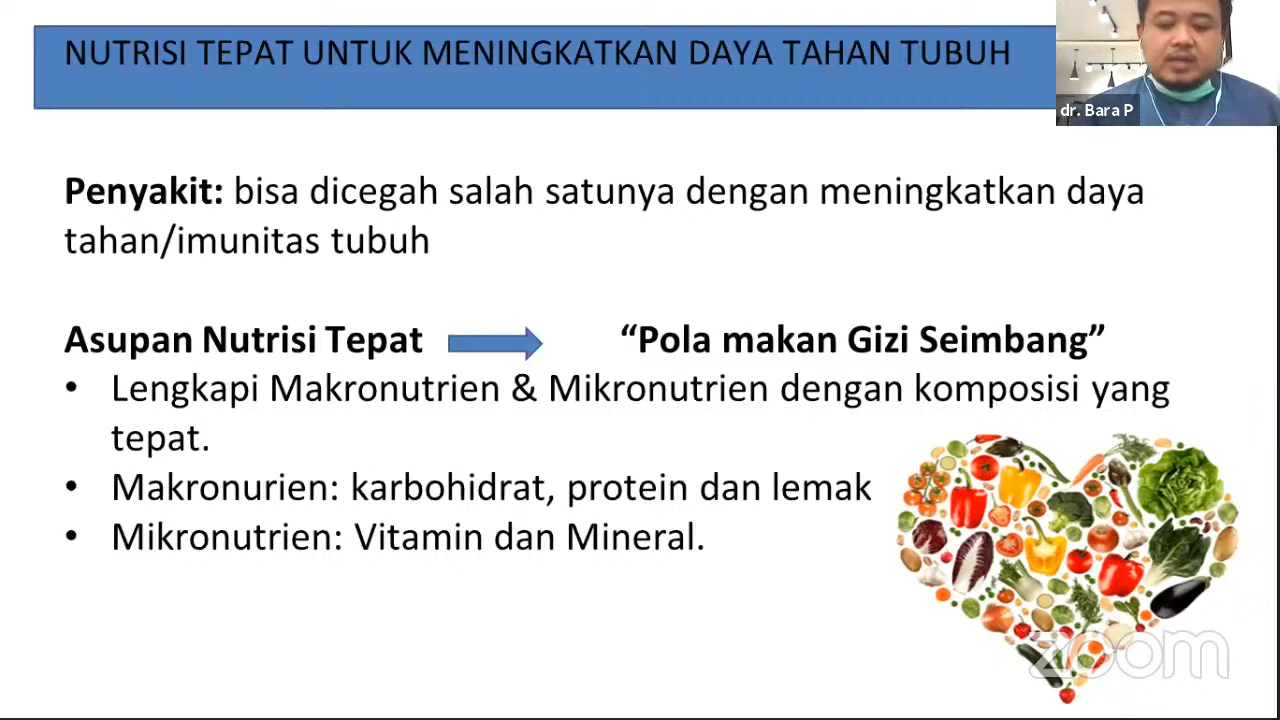 NUTRISI TEPAT UNTUK MENINGKATKAN DAYA TAHAN TUBUH
dr. Bara P
Penyakit: bisa dicegah salah satunya dengan meningkatkan daya
tahan/imunitas tubuh
Asupan Nutrisi Tepat “Pola makan Gizi Seimbang”
• Lengkapi Makronutrien & Mikronutrien dengan komposisi yang
tepat.
• Makronurien: karbohidrat, protein dan lemak
• Mikronutrien: Vitamin dan Mineral.
zoom